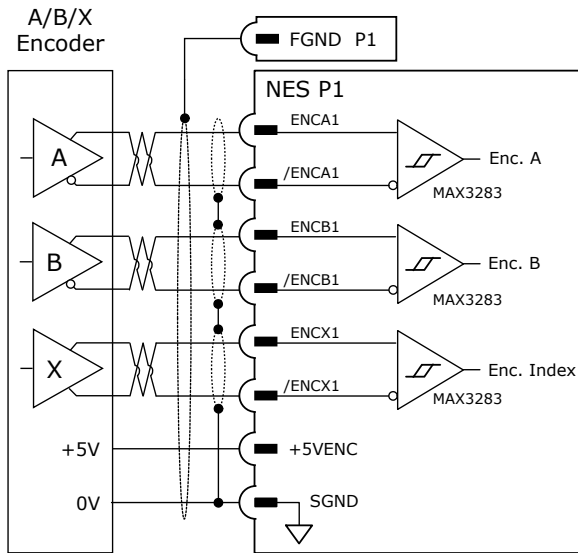 A/B/X
Encoder
FGND P1
NES P1
A
ENCA1
/ENCA1
Enc. A
MAX3283
B
ENCB1
/ENCB1
Enc. B
MAX3283
X
ENCX1
/ENCX1
Enc. Index
MAX3283
+5V
+5VENC
0V
SGND